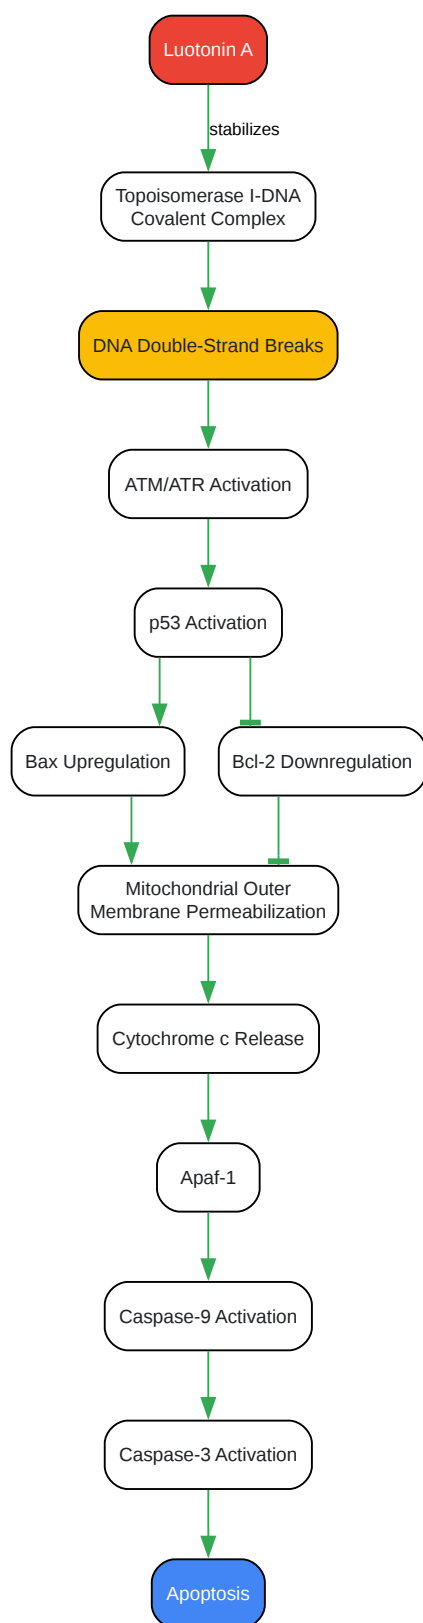 Luotonin A
stabilizes
Topoisomerase I-DNA
Covalent Complex
DNA Double-Strand Breaks
ATM/ATR Activation
p53 Activation
Bax Upregulation
Bcl-2 Downregulation
Mitochondrial Outer
Membrane Permeabilization
Cytochrome c Release
Apaf-1
Caspase-9 Activation
Caspase-3 Activation
Apoptosis